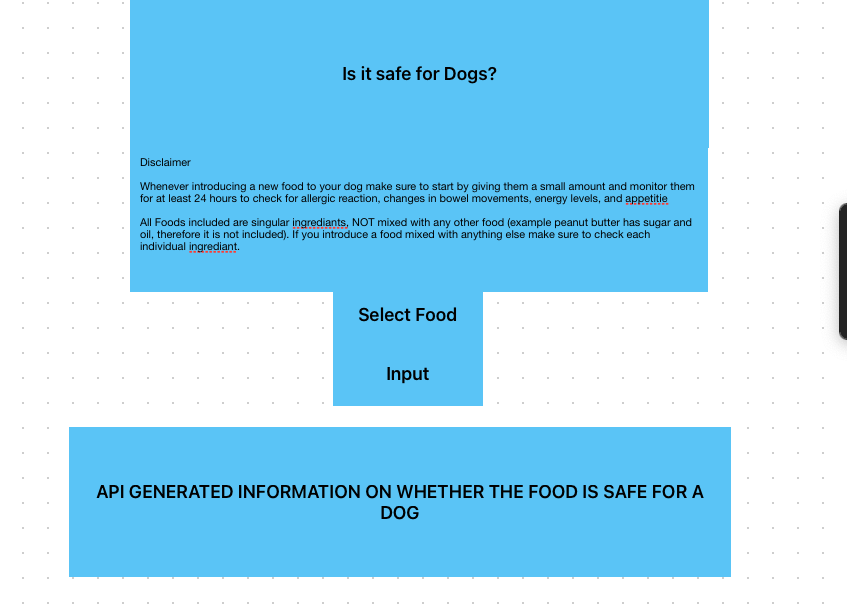 Is it safe for Dogs?
Disclaimer
Whenever introducing a new food to your dog make sure to start by giving them a small amount and monitor them
for at least 24 hours to check for allergic reaction, changes in bowel movements, energy levels, and appetitie
All Foods included are singular ingrediants, NOT mixed with any other food (example peanut butter has sugar and
oil, therefore it is not included). If you introduce a food mixed with anything else make sure to check each
individual ingrediant.
Select Food
Input
API GENERATED INFORMATION ON WHETHER THE FOOD IS SAFE FOR A
DOG